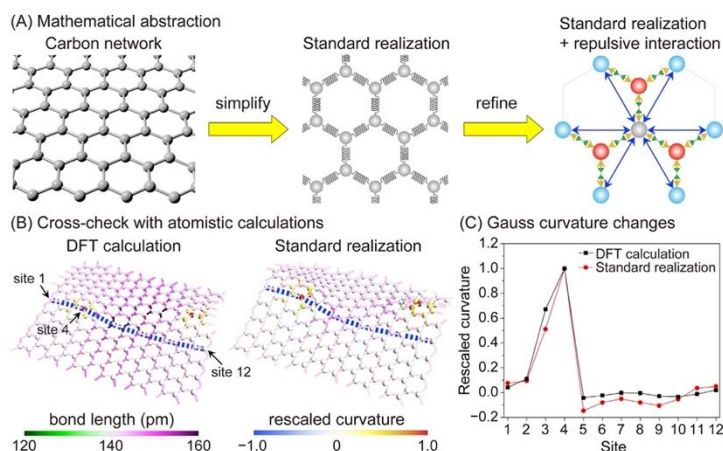 (A) Mathematical abstraction
Carbon network
Standard realization
Standard realization
+ repulsive interaction
simplify
refine
(B) Cross-check with atomistic calculations
DFT calculation
Standard realization
site 1
site 4
site 12
bond length (pm)
120
140
160
rescaled curvature
−1.0
0
1.0
(C) Gauss curvature changes
DFT calculation
Standard realization
Rescaled curvature
1.2
1.0
0.8
0.6
0.4
0.2
0.0
−0.2
1 2 3 4 5 6 7 8 9 10 11 12
Site